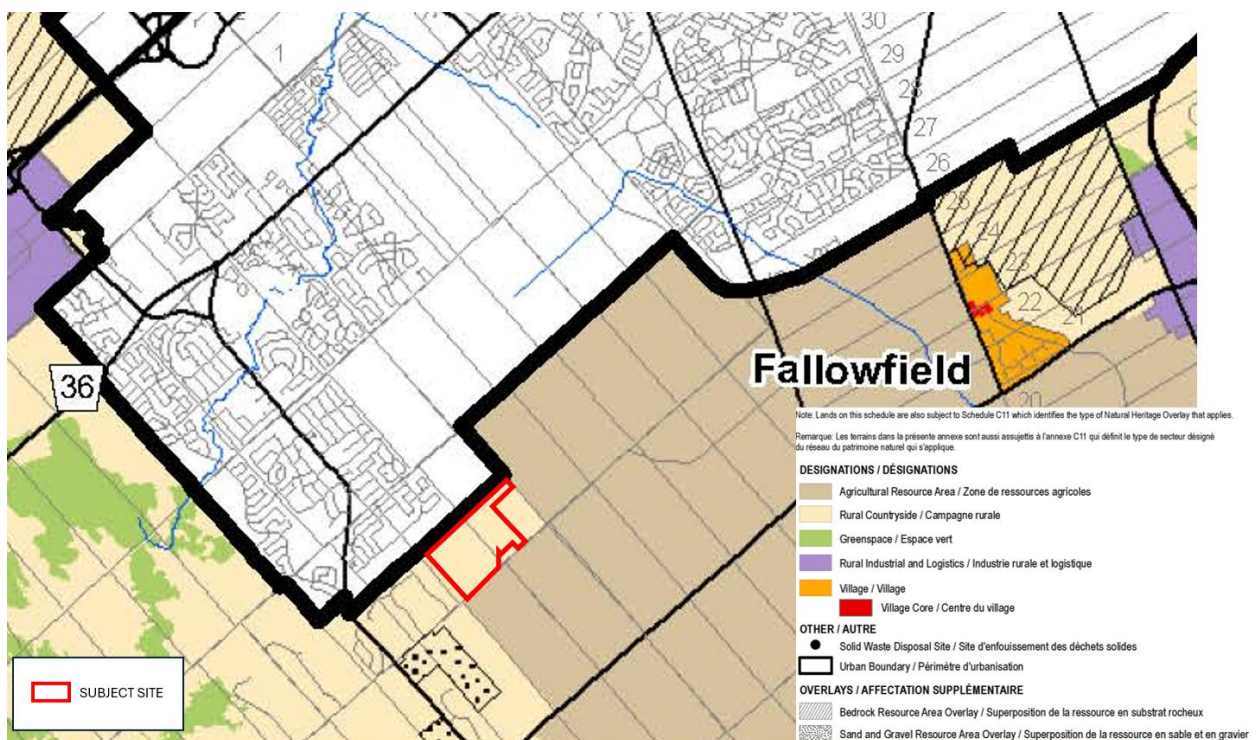 1
30
29
28
27
26
25
24
23
22
21
20
36
Fallowfield
Note: Lands on this schedule are also subject to Schedule C11 which identifies the type of Natural Heritage Overlay that applies.
Remarque: Les terrains dans la présente annexe sont aussi assujettis à l'annexe C11 qui définit le type de secteur désigné
du réseau du patrimoine naturel qui s'applique.
DESIGNATIONS / DÉSIGNATIONS
Agricultural Resource Area / Zone de ressources agricoles
Rural Countryside / Campagne rurale
Greenspace / Espace vert
Rural Industrial and Logistics / Industrie rurale et logistique
Village / Village
Village Core / Centre du village
OTHER / AUTRE
Solid Waste Disposal Site / Site d'enfouissement des déchets solides
Urban Boundary / Périmètre d'urbanisation
OVERLAYS / AFFECTATION SUPPLÉMENTAIRE
Bedrock Resource Area Overlay / Superposition de la ressource en substrat rocheux
Sand and Gravel Resource Area Overlay / Superposition de la ressource en sable et en gravier
SUBJECT SITE